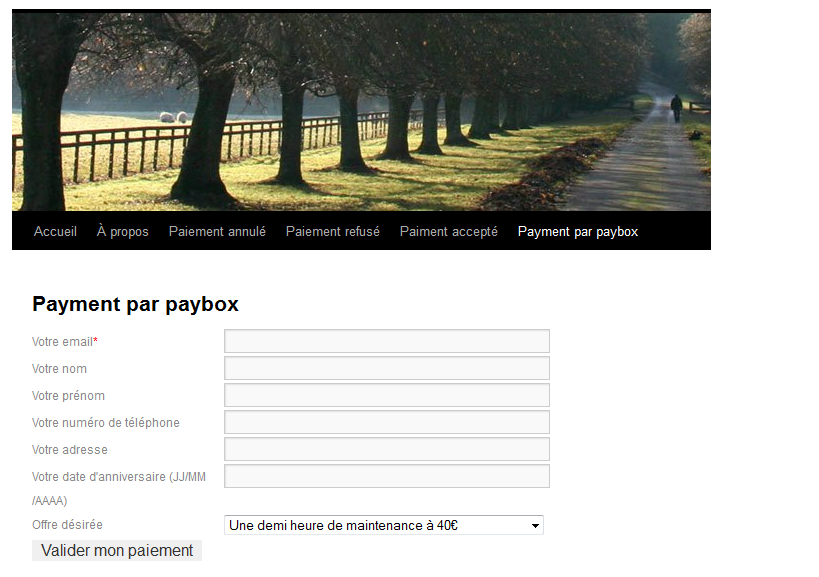 Accueil À propos Paiement annulé Paiement refusé Paiment accepté Payment par paybox
Payment par paybox
Votre email*
Votre nom
Votre prénom
Votre numéro de téléphone
Votre adresse
Votre date d'anniversaire (JJ/MM
/AAAA)
Offre désirée Une demi heure de maintenance à 40€
Valider mon paiement